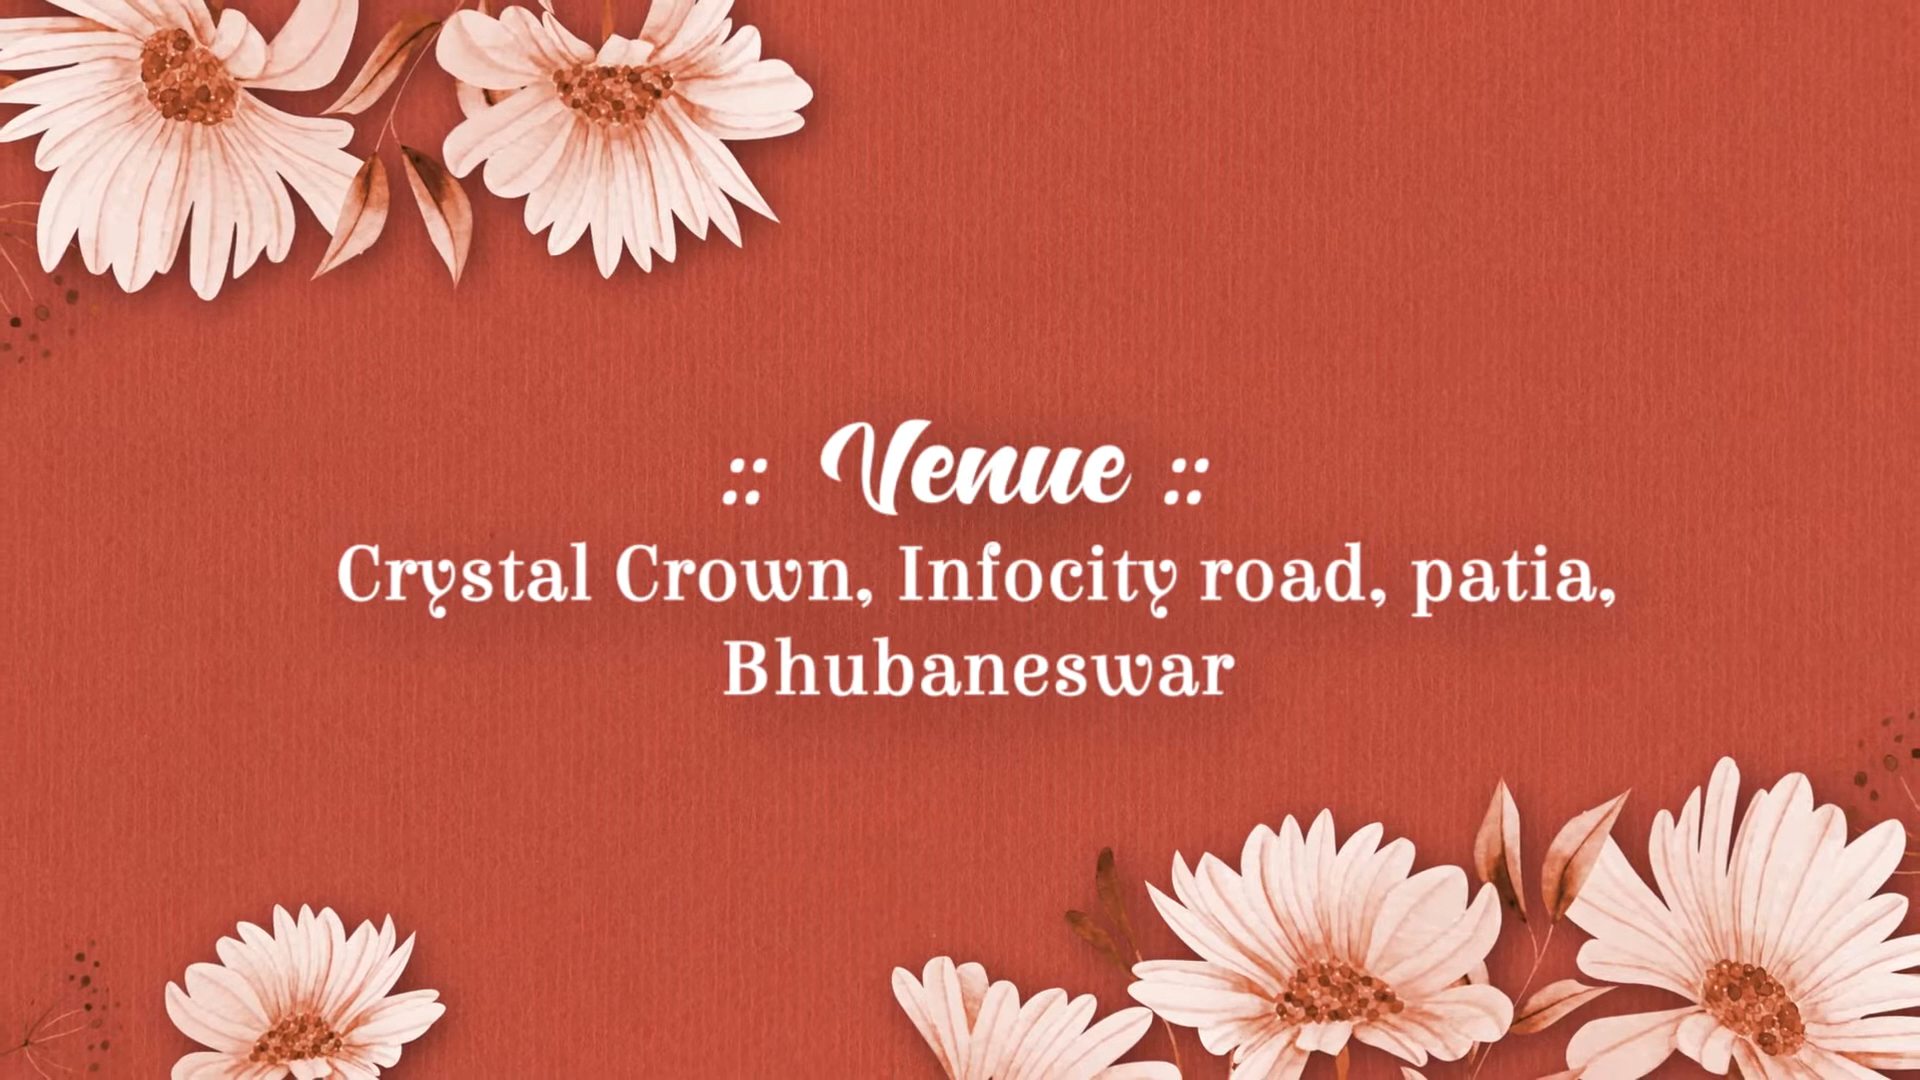 :: Venue ::
Crystal Crown, Infocity road, patia,
Bhubaneswar